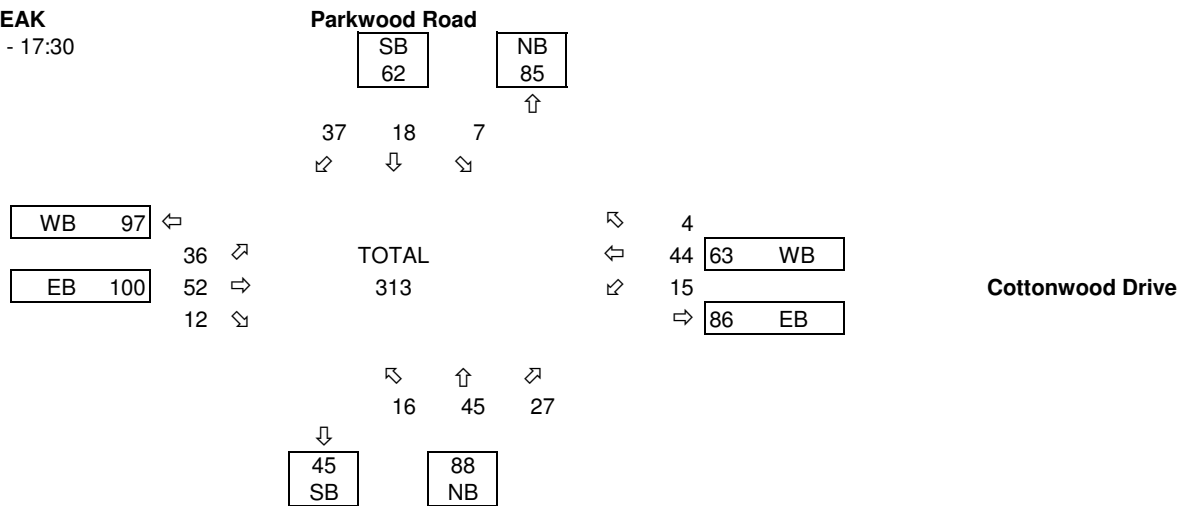 EAK Parkwood Road
- 17:30 SB NB
62 85
⇧
37 18 7
⬃ ⇩ ⬂
WB 97 ⇦ ⬁ 4
36 ⬀ TOTAL ⇦ 44 63 WB
EB 100 52 ⇨ 313 ⬃ 15 Cottonwood Drive
12 ⬂ ⇨ 86 EB
⬁ ⇧ ⬀
16 45 27
⇩
45 88
SB NB